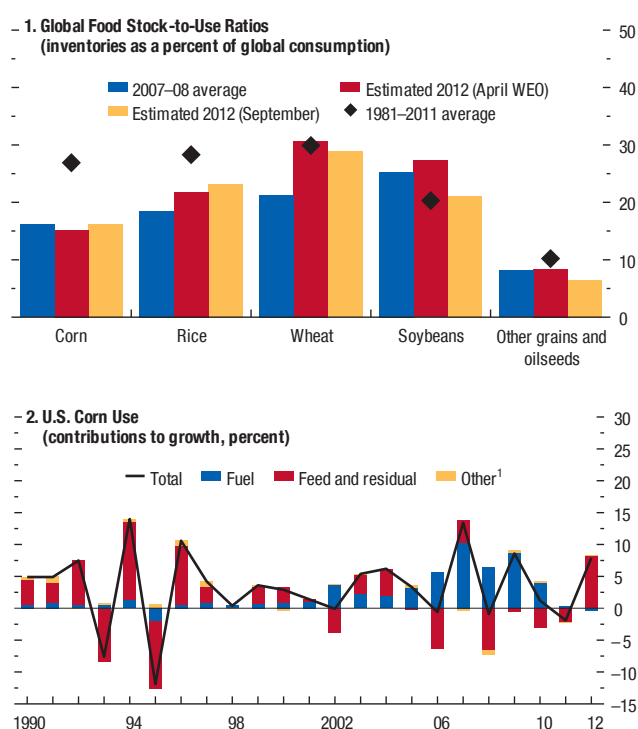 1. Global Food Stock-to-Use Ratios
(inventories as a percent of global consumption)
50
2007–08 average
Estimated 2012 (April WEO)
40
Estimated 2012 (September)
1981–2011 average
30
20
10
0
Corn
Rice
Wheat
Soybeans
Other grains and
oilseeds
2. U.S. Corn Use
(contributions to growth, percent)
30
25
Total
Fuel
Feed and residual
Other1
20
15
10
5
0
–5
–10
–15
1990
94
98
2002
06
10
12